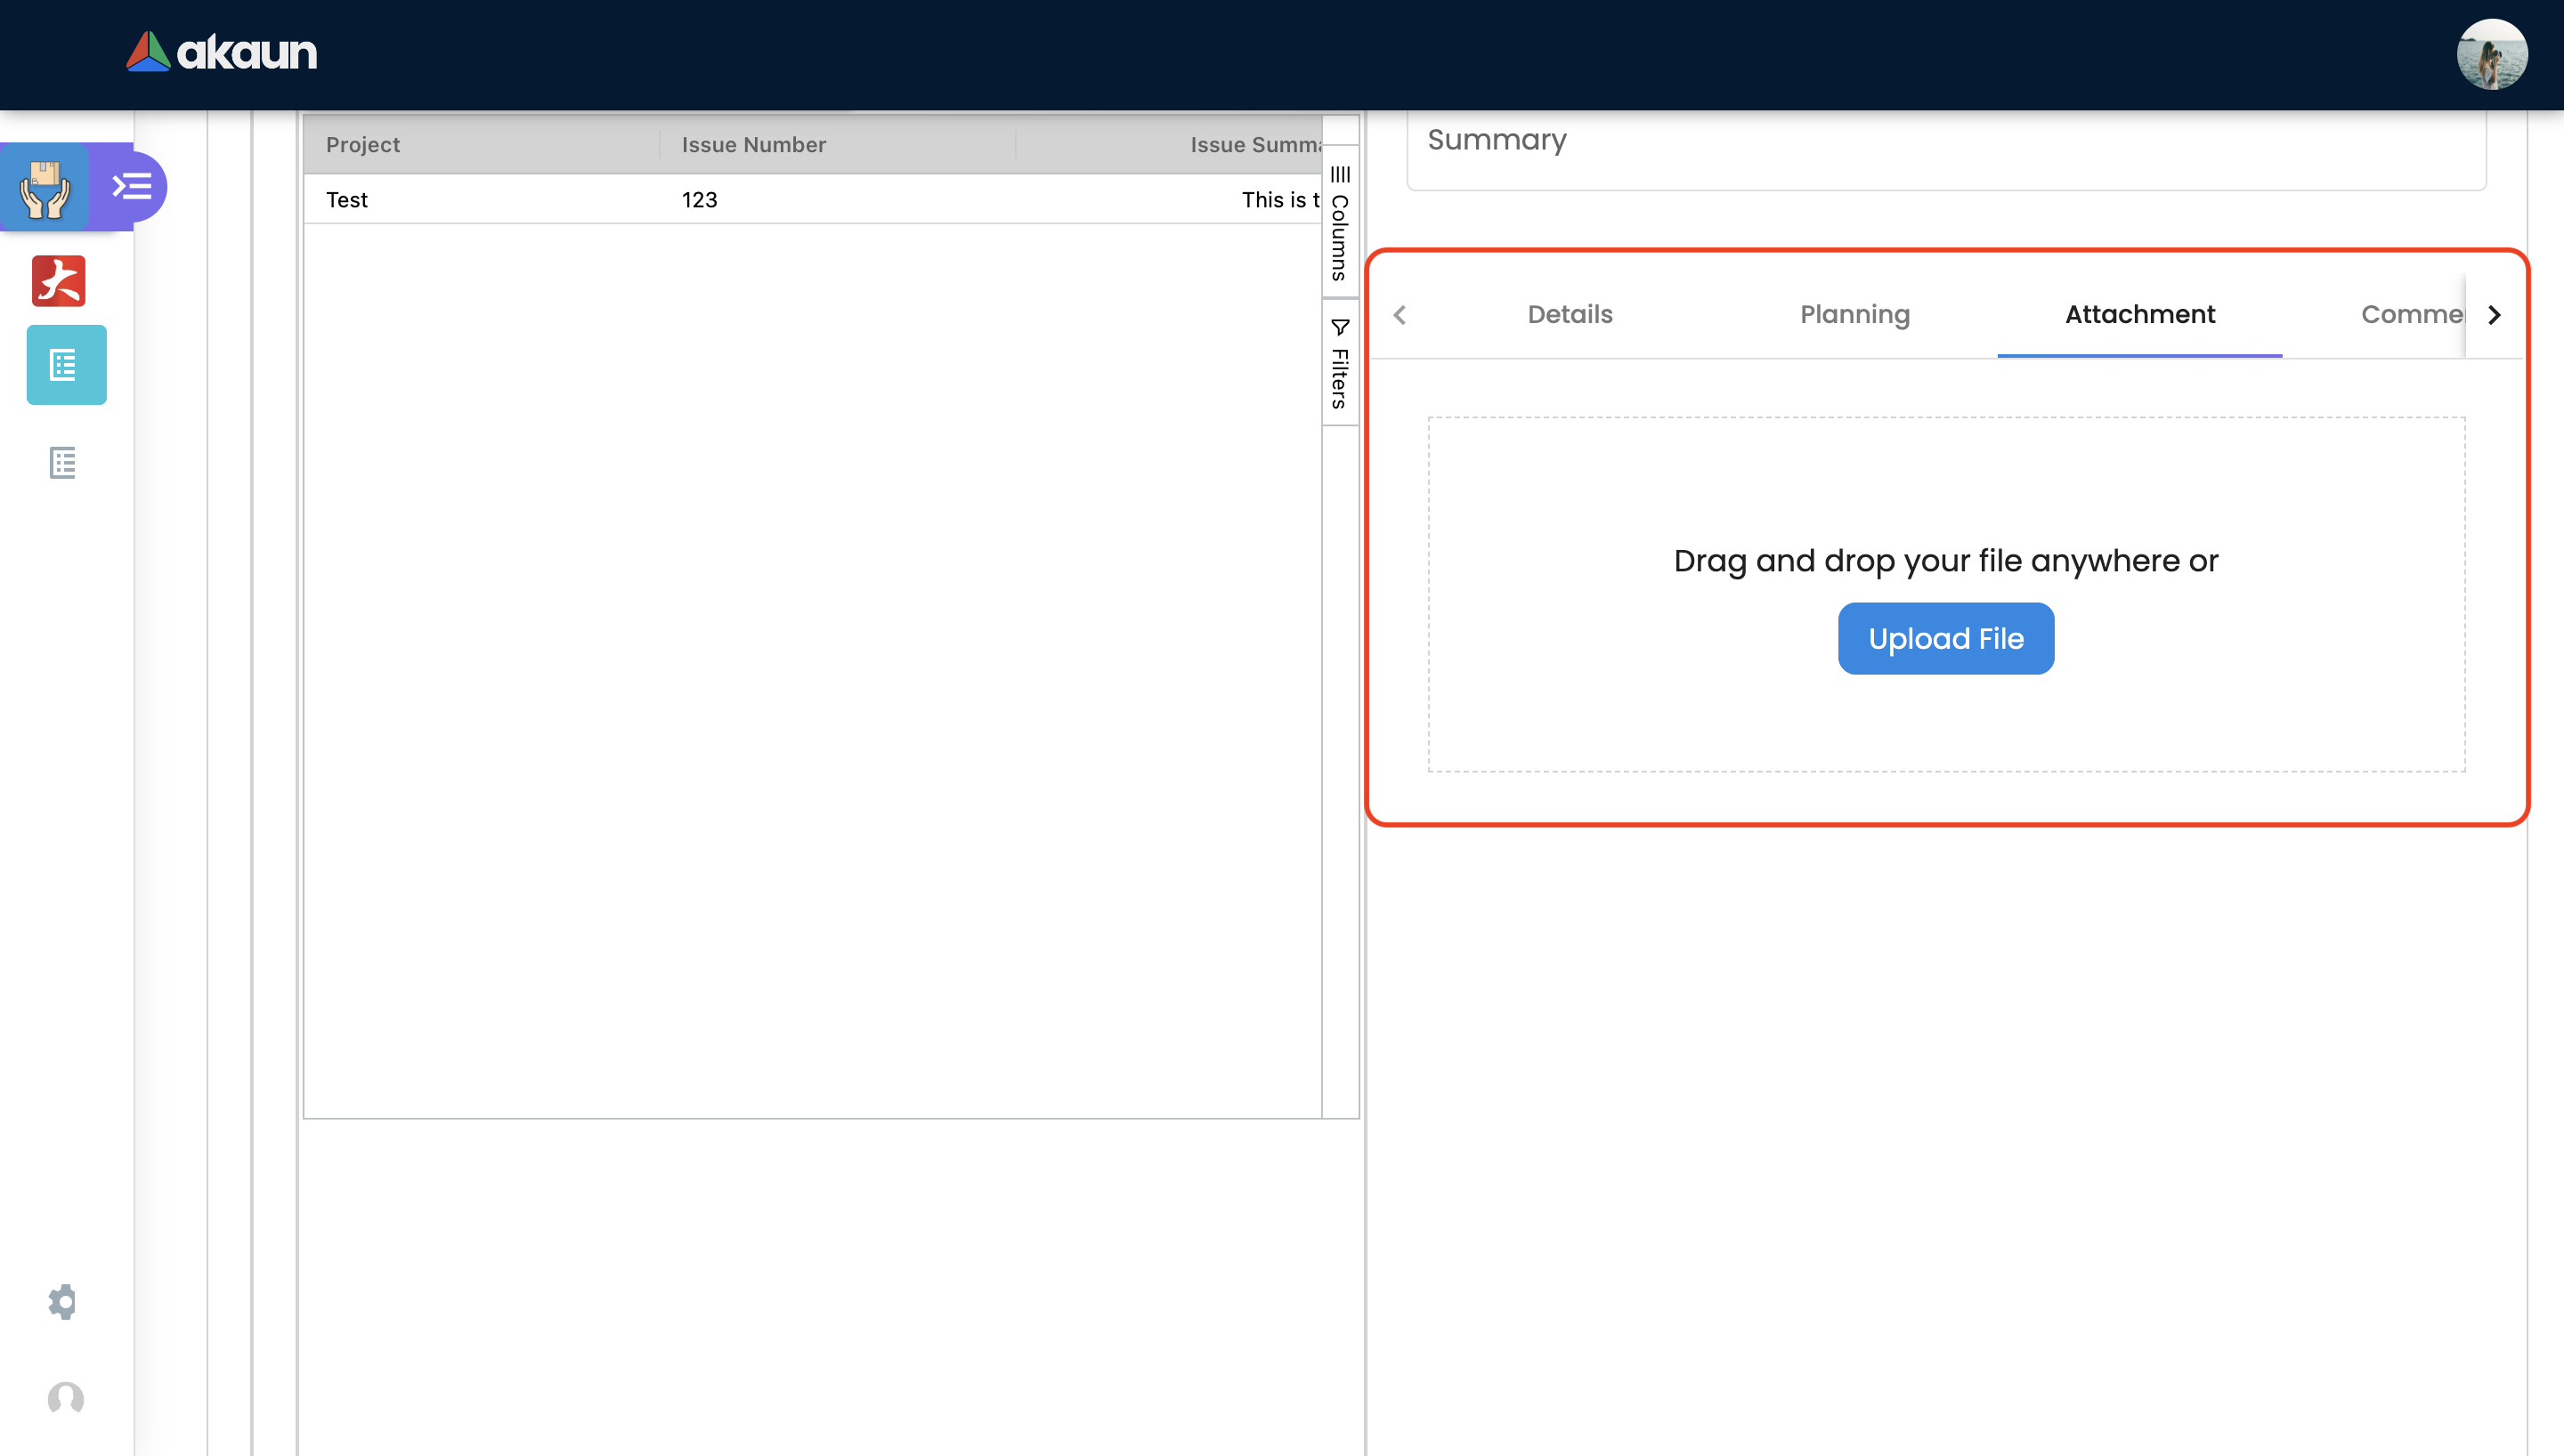 akaun
Project Issue Number Issue Summa
Test 123 This is t
Columns
Filters
Summary
Details Planning Attachment Comme
Drag and drop your file anywhere or
Upload File